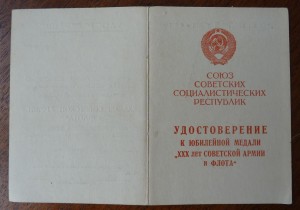 СОЮЗ
СОВЕТСКИХ
СОЦИАЛИСТИЧЕСКИХ
РЕСПУБЛИК
УДОСТОВЕРЕНИЕ
К ЮБИЛЕЙНОЙ МЕДАЛИ
„XXX лет СОВЕТСКОЙ АРМИИ
и ФЛОТА“